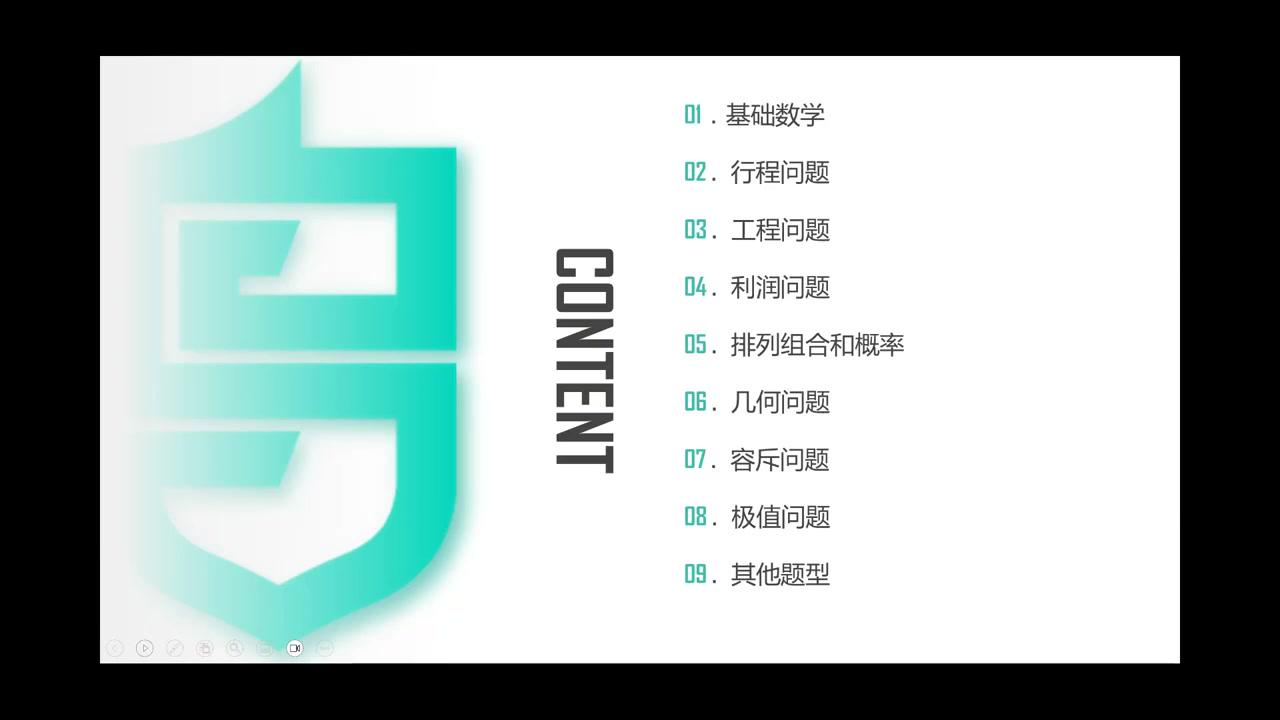 CONTENT
01 . 基础数学
02 . 行程问题
03 . 工程问题
04 . 利润问题
05 . 排列组合和概率
06 . 几何问题
07 . 容斥问题
08 . 极值问题
09 . 其他题型